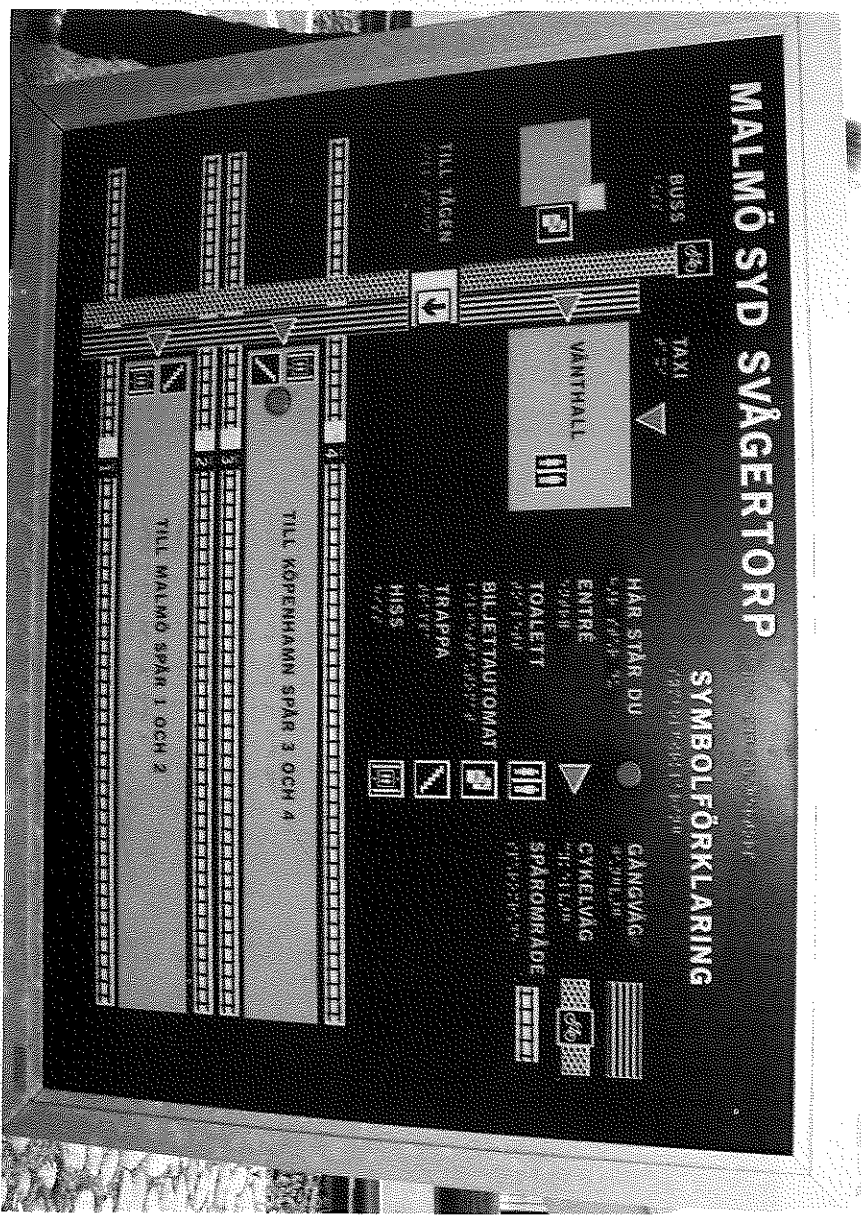 MALMÖ SYD SVÅGERTORP
SYMBOLFÖRKLARING
BUSS
TAXI
TILL TÅGEN
VÄNTHALL
HÄR STÅR DU
ENTRÉ
TOALETT
BILJETTAUTOMAT
TRAPPA
HISS
GÅNGVÄG
CYKELVÄG
SPÅROMRÅDE
4
TILL KÖPENHAMN SPÅR 3 OCH 4
3
2
TILL MALMÖ SPÅR 1 OCH 2
1